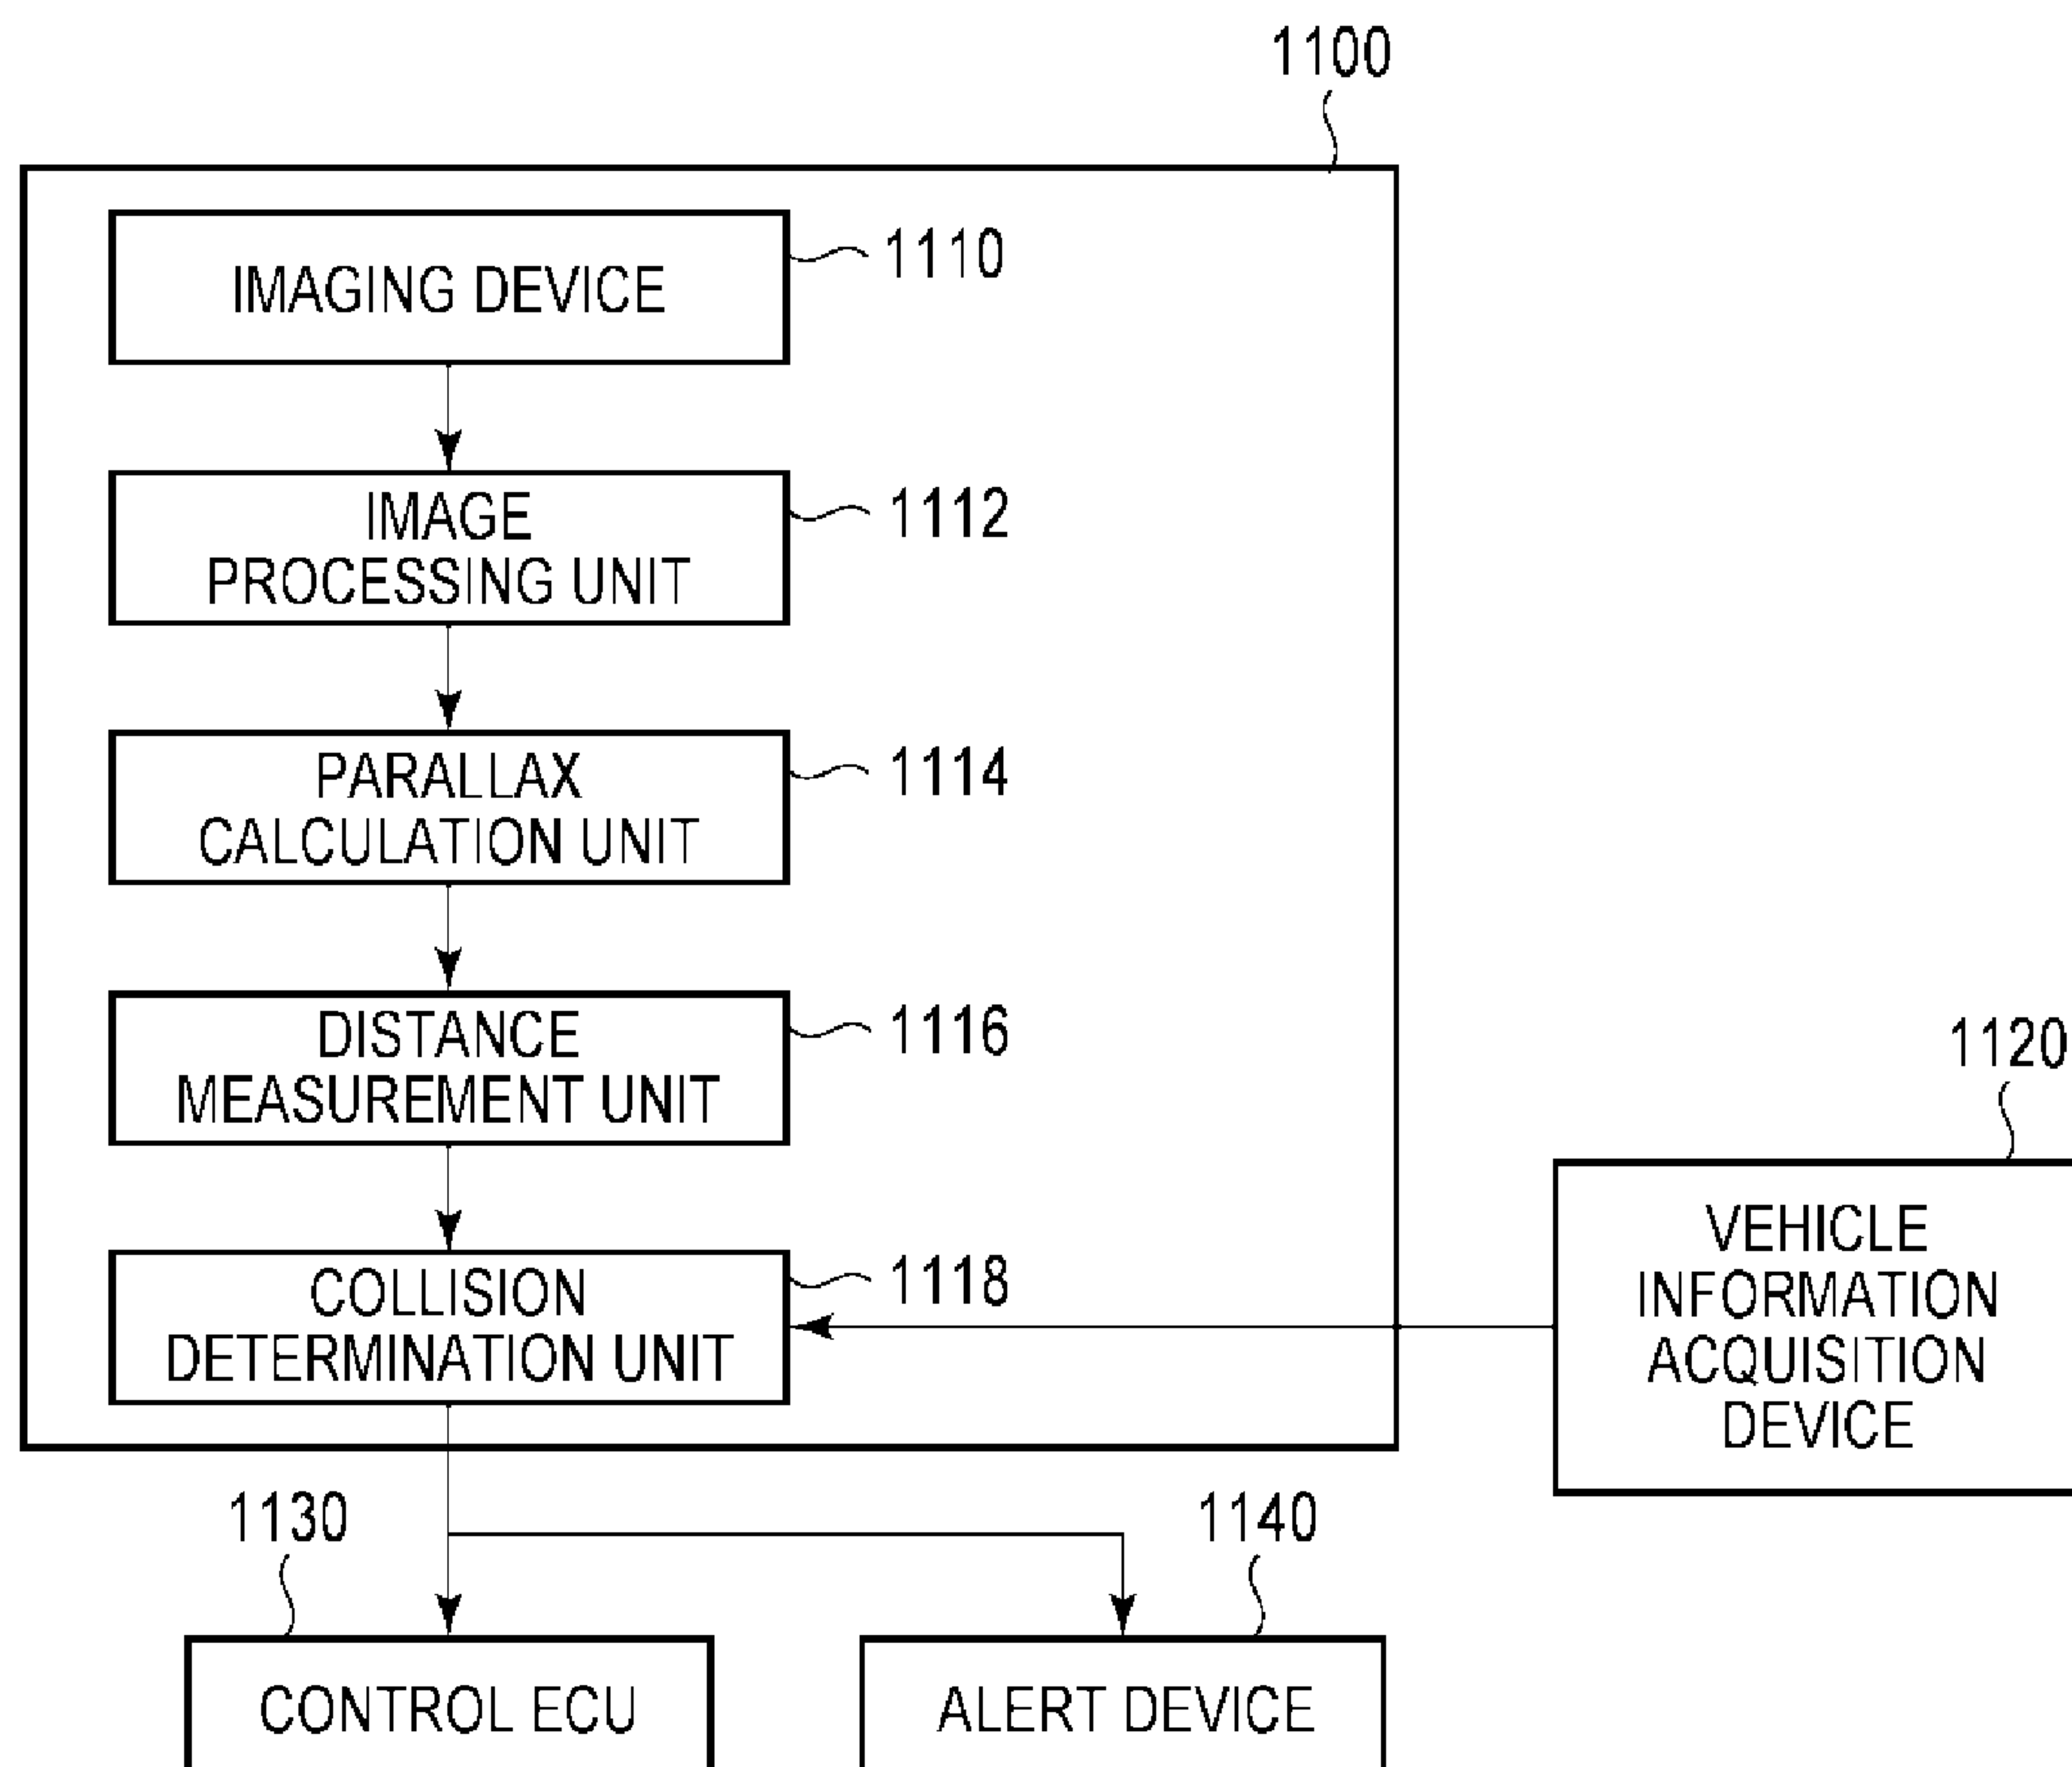 1100
IMAGING DEVICE
1110
IMAGE
PROCESSING UNIT
1112
PARALLAX
CALCULATION UNIT
1114
DISTANCE
MEASUREMENT UNIT
1116
COLLISION
DETERMINATION UNIT
1118
1120
VEHICLE
INFORMATION
ACQUISITION
DEVICE
1130
CONTROL ECU
1140
ALERT DEVICE